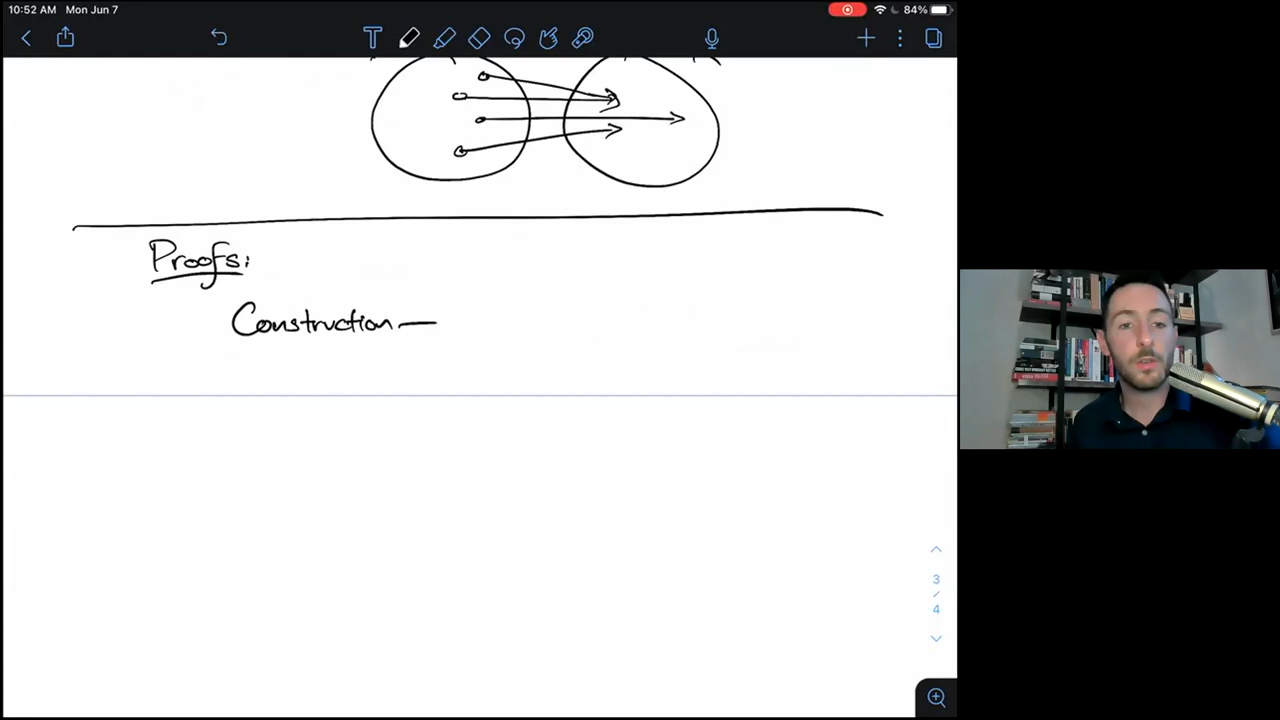 10:52 AM Mon Jun 7
84%
T
Proofs:
Construction —
3
/
4